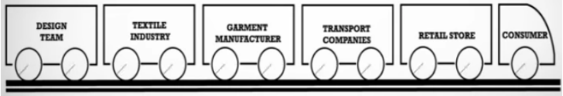 DESIGN
TEAM
TEXTILE
INDUSTRY
GARMENT
MANUFACTURER
TRANSPORT
COMPANIES
RETAIL STORE
CONSUMER